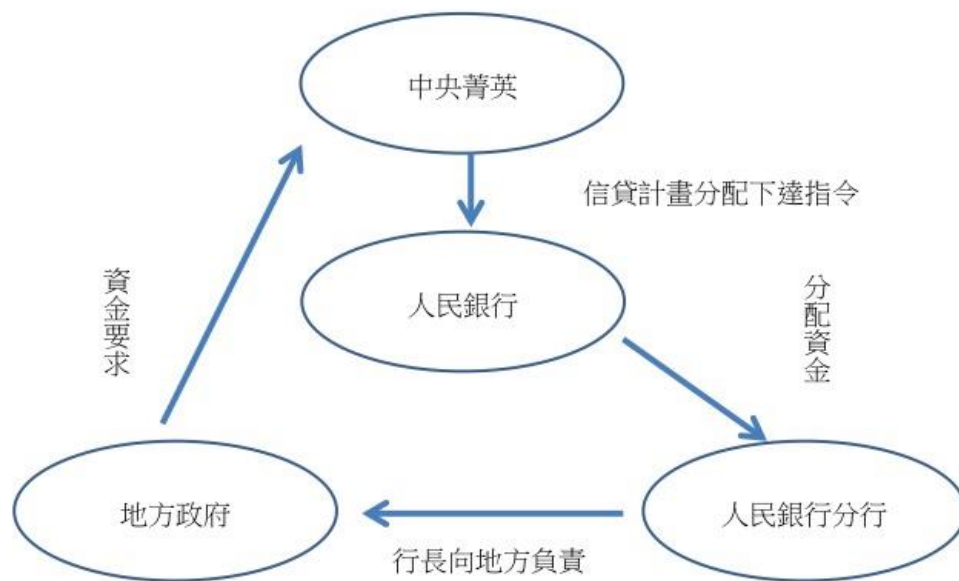 中央菁英
信貸計畫分配下達指令
人民銀行
資金要求
分配資金
地方政府
人民銀行分行
行長向地方負責